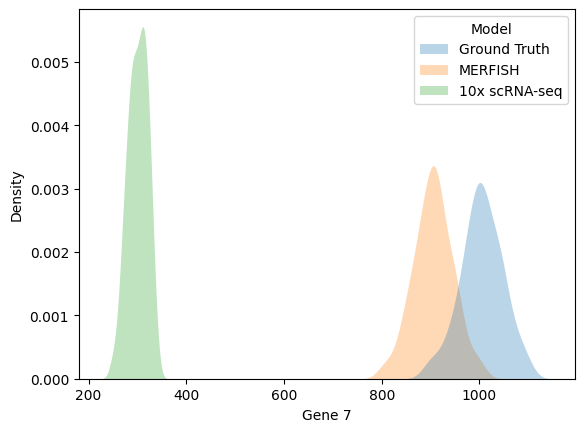 Model
Ground Truth
MERFISH
10x scRNA-seq
Density
0.005
0.004
0.003
0.002
0.001
0.000
200 400 600 800 1000
Gene 7